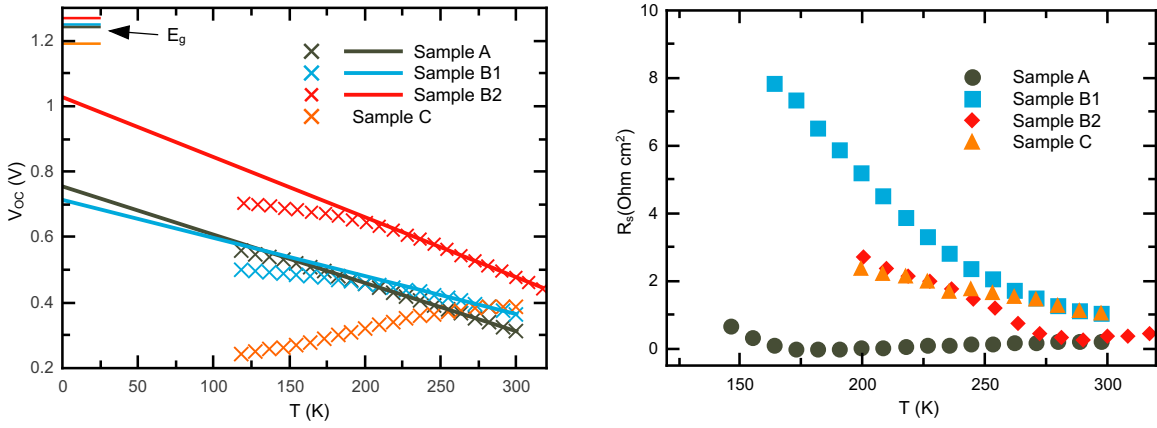 1.2
1
0.8
0.6
0.4
0.2
V_OC (V)
E_g
Sample A
Sample B1
Sample B2
Sample C
0
50
100
150
200
250
300
T (K)
10
8
6
4
2
0
R_s(Ohm cm²)
Sample A
Sample B1
Sample B2
Sample C
150
200
250
300
T (K)